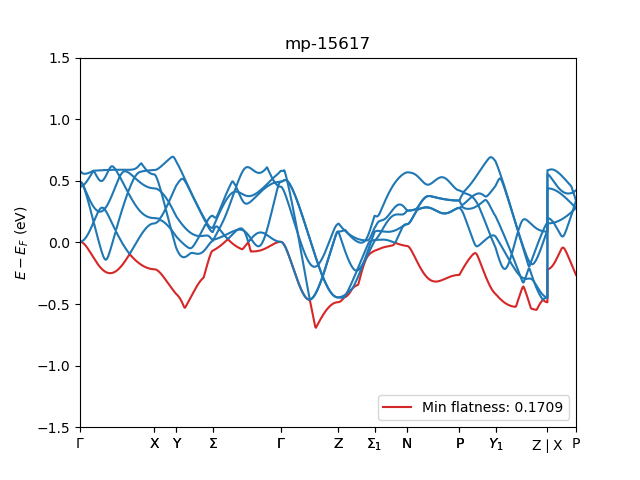 mp-15617
1.5
1.0
0.5
0.0
−0.5
−1.0
−1.5
E − E_F (eV)
Γ X Y Σ Γ Z Σ₁ N P Y₁ Z | X P
Min flatness: 0.1709